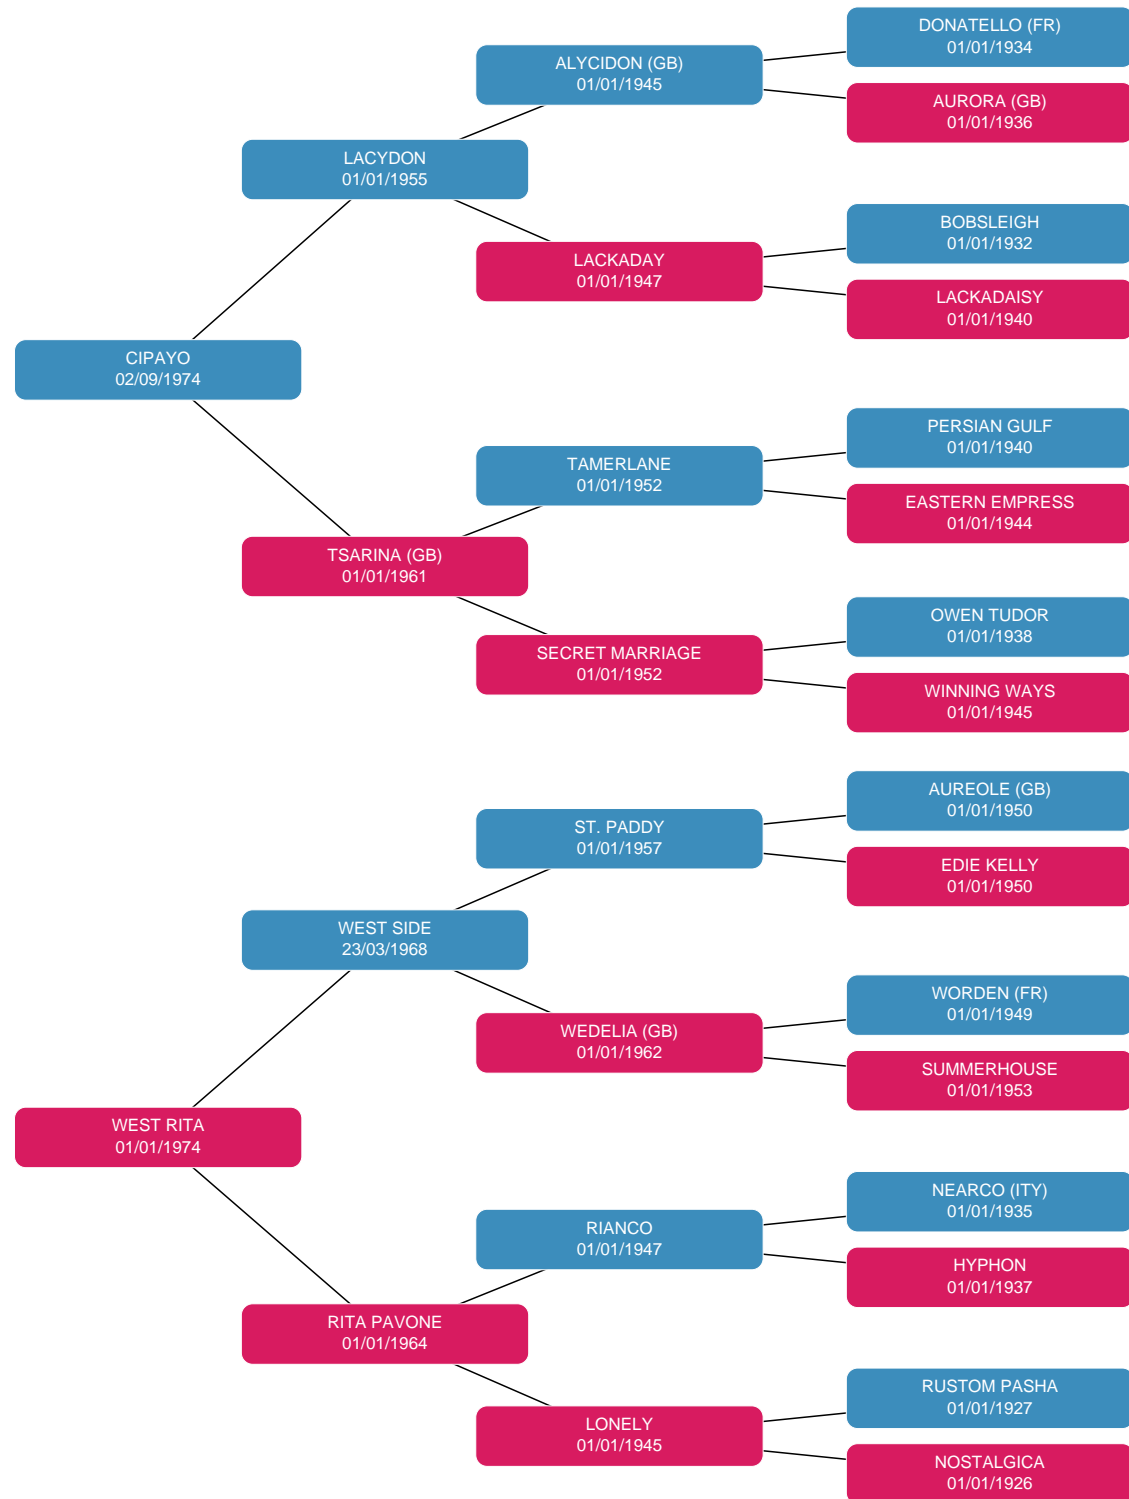 DONATELLO (FR)
01/01/1934
ALYCIDON (GB)
01/01/1945
AURORA (GB)
01/01/1936
LACYDON
01/01/1955
BOBSLEIGH
01/01/1932
LACKADAY
01/01/1947
LACKADAISY
01/01/1940
CIPAYO
02/09/1974
PERSIAN GULF
01/01/1940
TAMERLANE
01/01/1952
EASTERN EMPRESS
01/01/1944
TSARINA (GB)
01/01/1961
OWEN TUDOR
01/01/1938
SECRET MARRIAGE
01/01/1952
WINNING WAYS
01/01/1945
AUREOLE (GB)
01/01/1950
ST. PADDY
01/01/1957
EDIE KELLY
01/01/1950
WEST SIDE
23/03/1968
WORDEN (FR)
01/01/1949
WEDELIA (GB)
01/01/1962
SUMMERHOUSE
01/01/1953
WEST RITA
01/01/1974
NEARCO (ITY)
01/01/1935
RIANCO
01/01/1947
HYPHON
01/01/1937
RITA PAVONE
01/01/1964
RUSTOM PASHA
01/01/1927
LONELY
01/01/1945
NOSTALGICA
01/01/1926